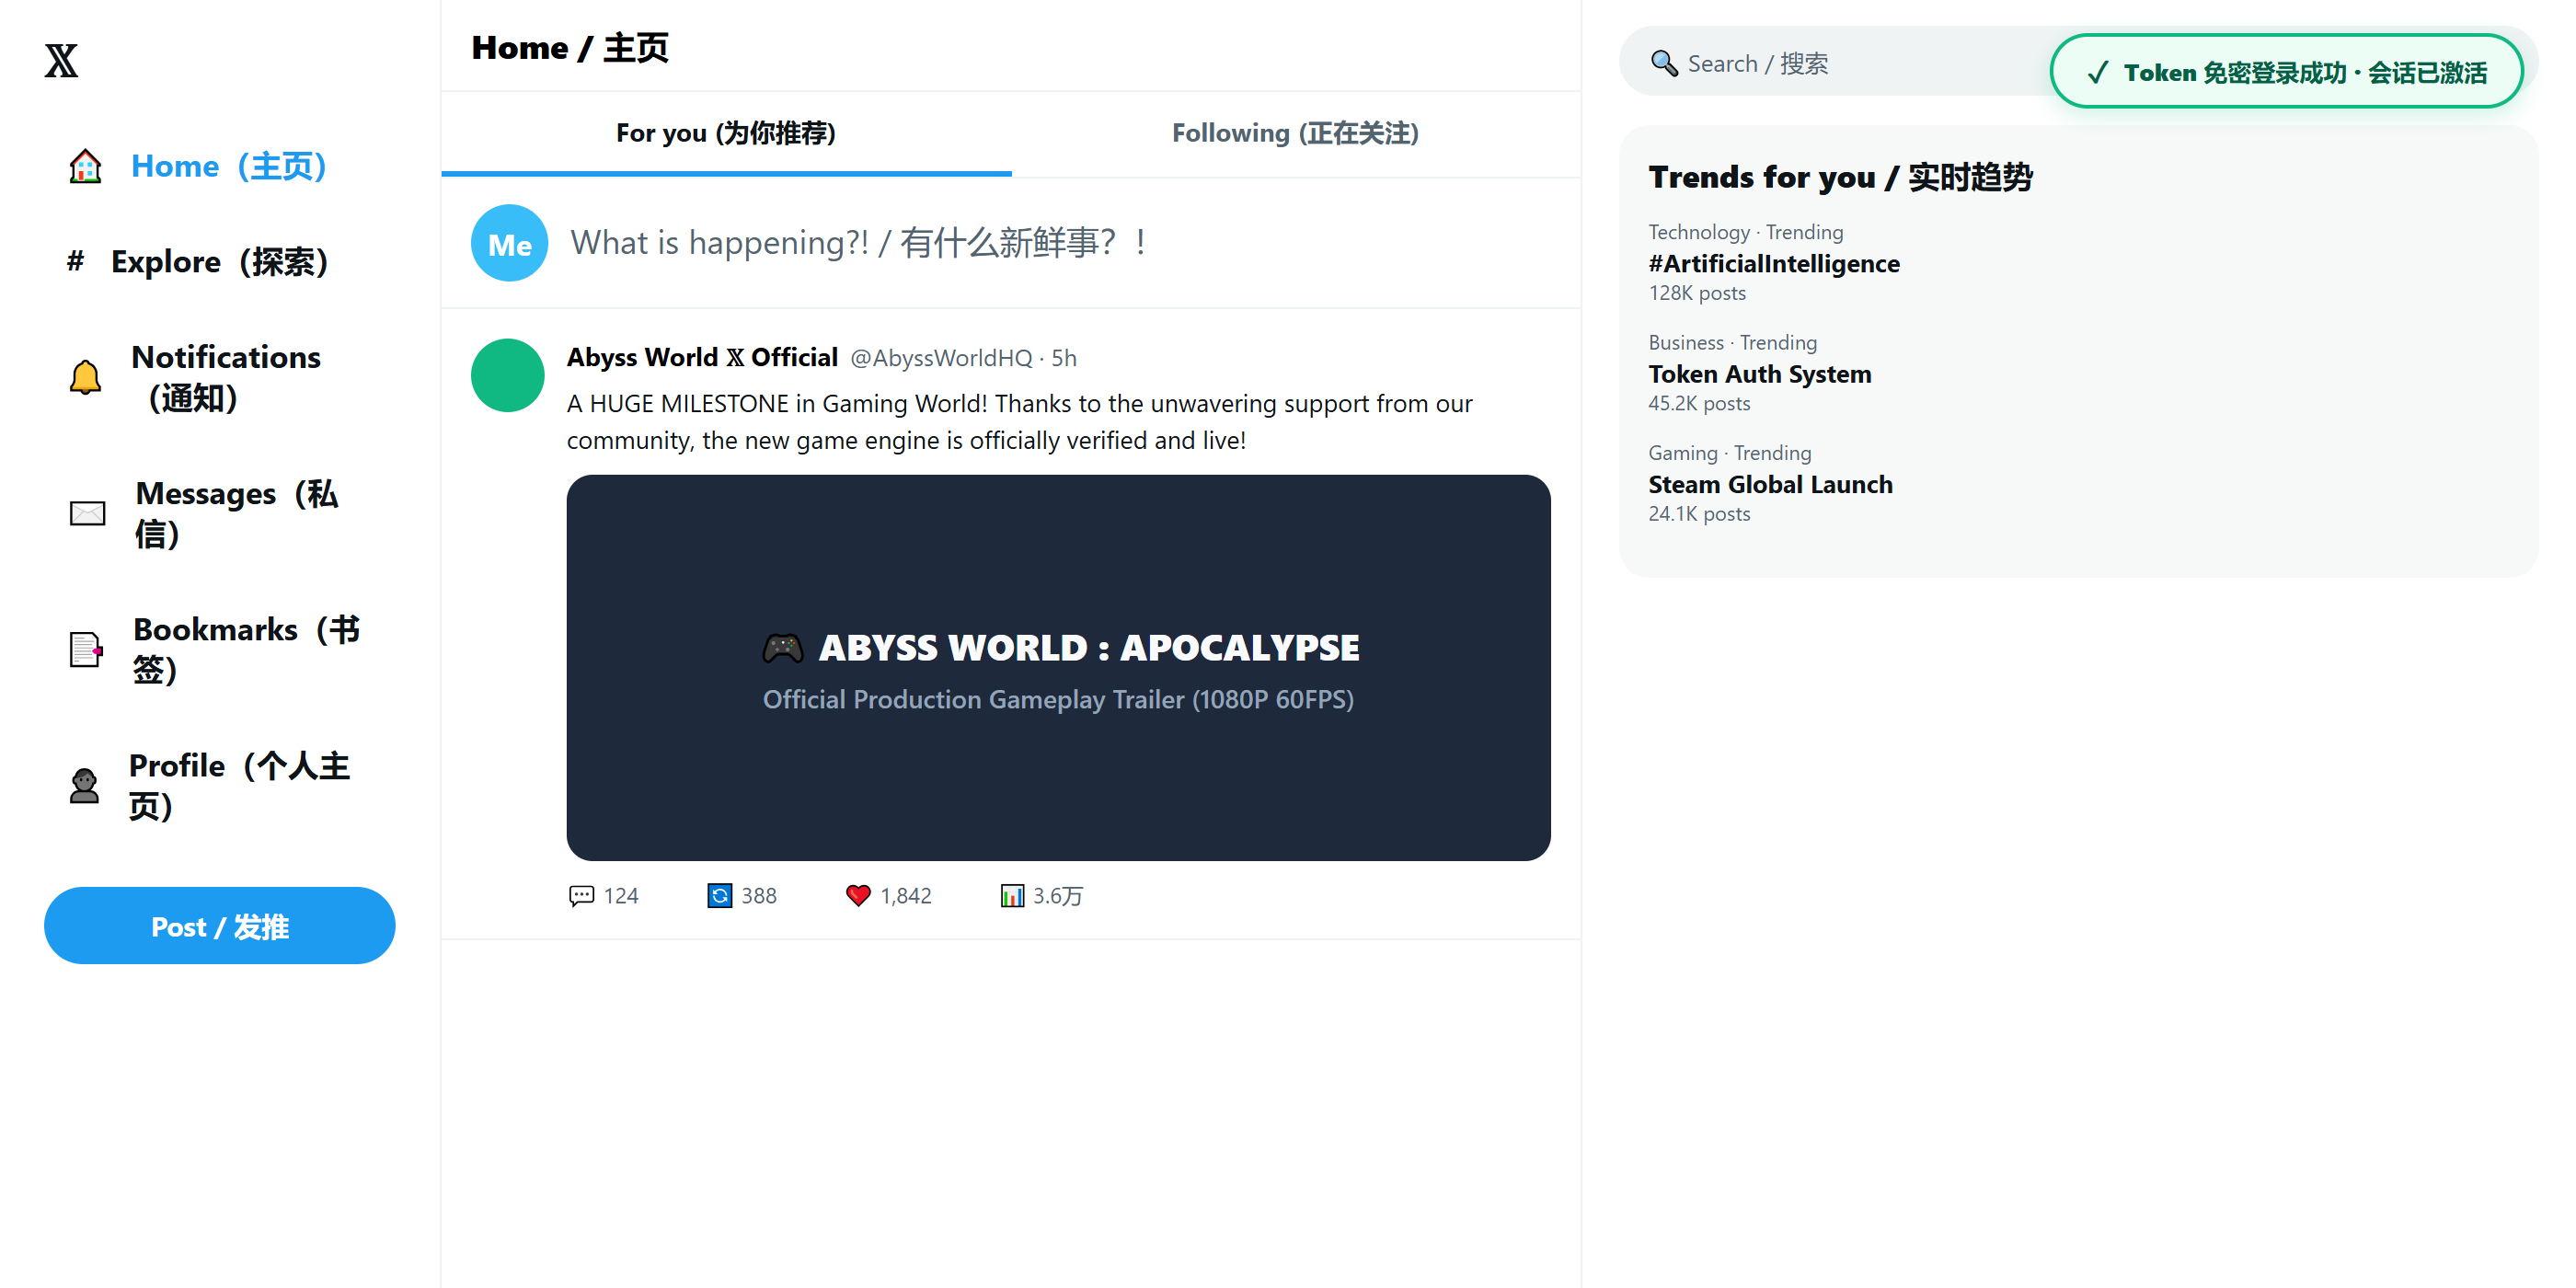 𝕏
Home（主页）
# Explore（探索）
Notifications
（通知）
Messages（私
信）
Bookmarks（书
签）
Profile（个人主
页）
Post / 发推
Home / 主页
For you (为你推荐)
Following (正在关注)
Me
What is happening?! / 有什么新鲜事？！
Abyss World 𝕏 Official @AbyssWorldHQ · 5h
A HUGE MILESTONE in Gaming World! Thanks to the unwavering support from our
community, the new game engine is officially verified and live!
🎮 ABYSS WORLD : APOCALYPSE
Official Production Gameplay Trailer (1080P 60FPS)
💬 124 🔄 388 ❤️ 1,842 📊 3.6万
🔍 Search / 搜索
✓ Token 免密登录成功 · 会话已激活
Trends for you / 实时趋势
Technology · Trending
#ArtificialIntelligence
128K posts
Business · Trending
Token Auth System
45.2K posts
Gaming · Trending
Steam Global Launch
24.1K posts